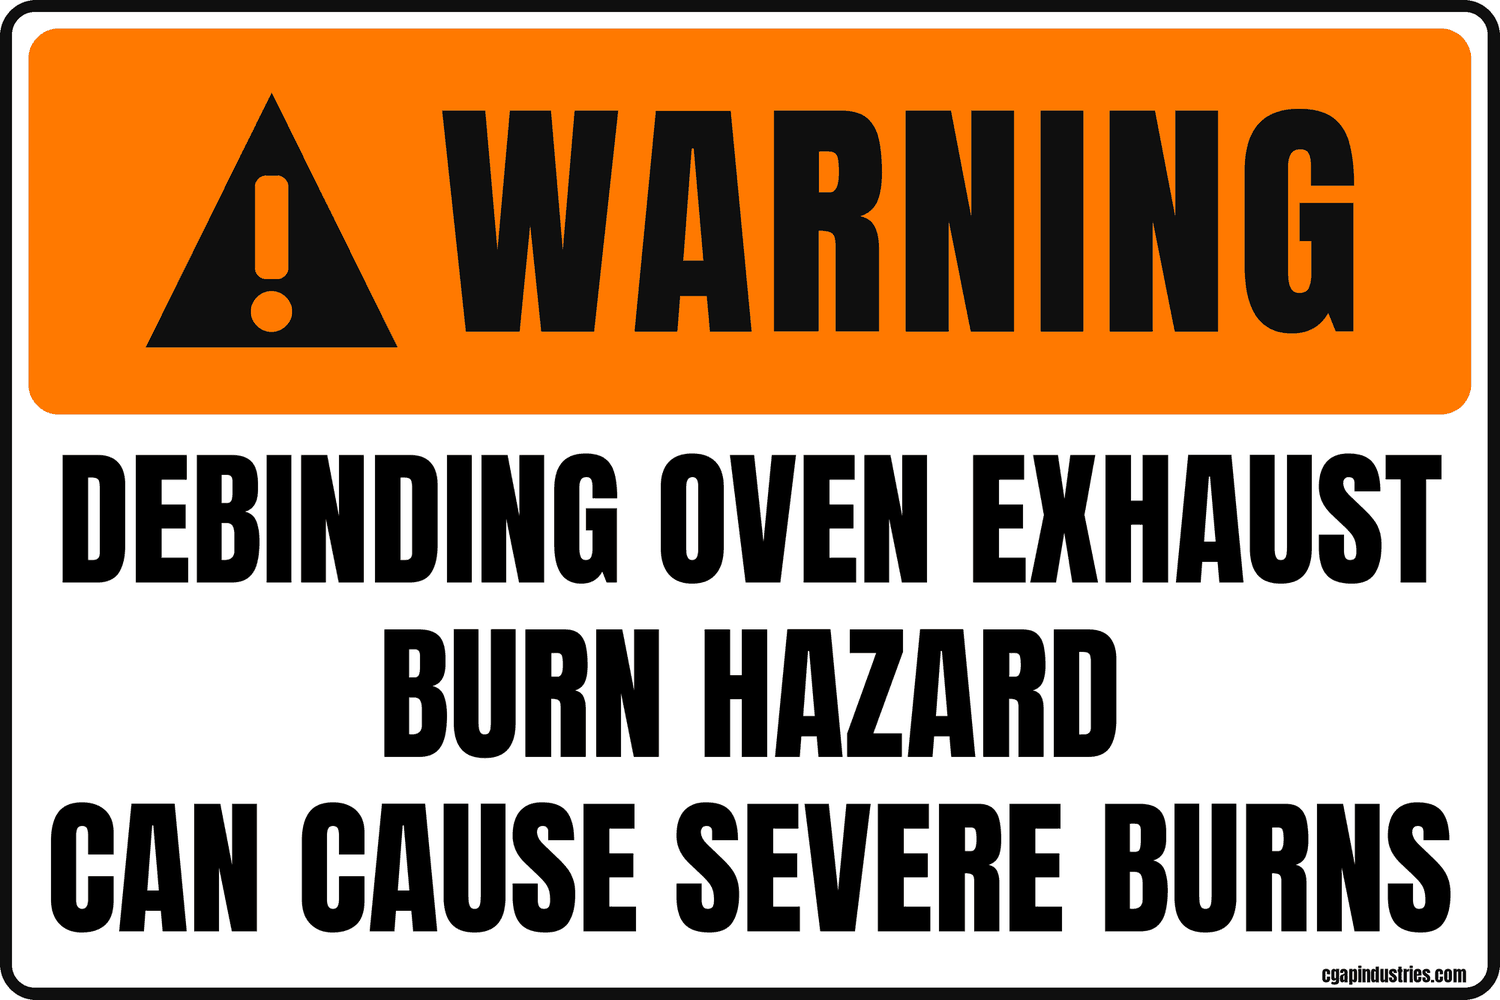 WARNING
DEBINDING OVEN EXHAUST
BURN HAZARD
CAN CAUSE SEVERE BURNS
cgapindustries.com